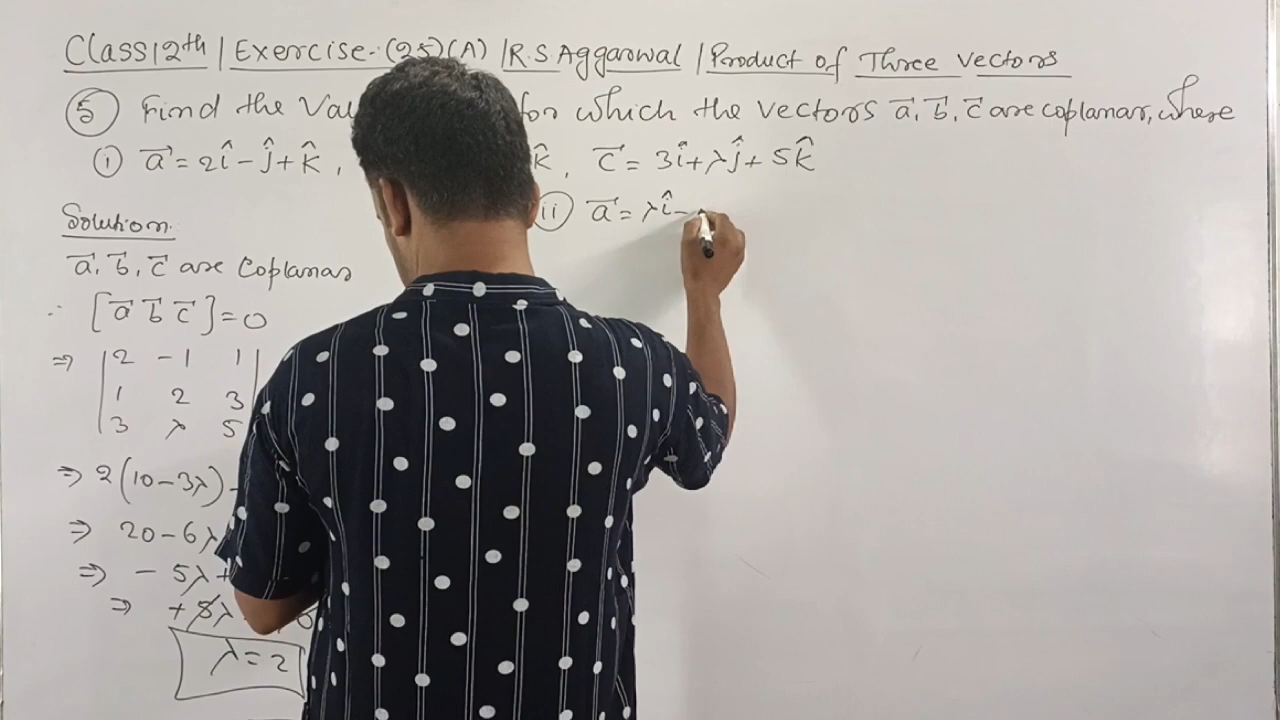 Class 12th | Exercise-(25)(A) | R.S Aggarwal | Product of Three vectors
(5) Find the for which the vectors a⃗, b⃗, c⃗ are coplanar, where
(i) a⃗ = 2î - ĵ + k̂, k̂, c⃗ = 3î + λĵ + 5k̂
(ii) a⃗ = λî -
Solution.
a⃗, b⃗, c⃗ are Coplanar
∴ [a⃗ b⃗ c⃗] = 0
⇒ | 2 -1 1 |
| 1 2 3
| 3 λ 5
⇒ 2(10-3λ)
⇒ 20-6λ
⇒ -5λ+
⇒ +5λ
λ = 2